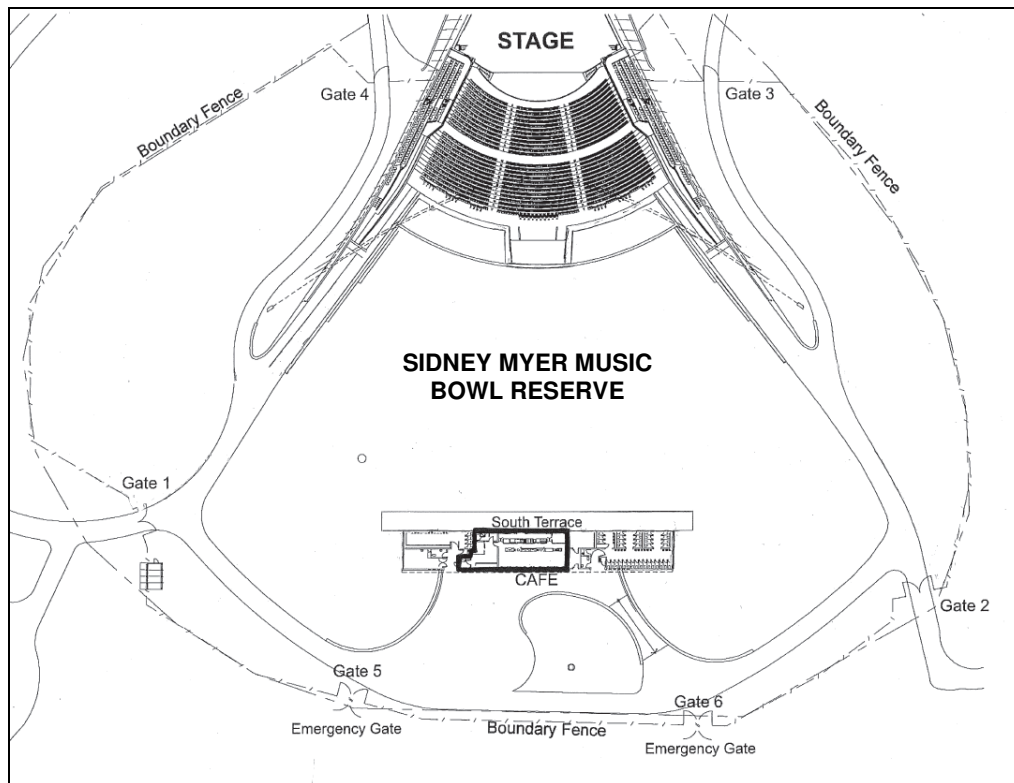 STAGE
Gate 4
Gate 3
Boundary Fence
Boundary Fence
SIDNEY MYER MUSIC
BOWL RESERVE
Gate 1
South Terrace
CAFE
Gate 2
Gate 5
Gate 6
Emergency Gate
Boundary Fence
Emergency Gate